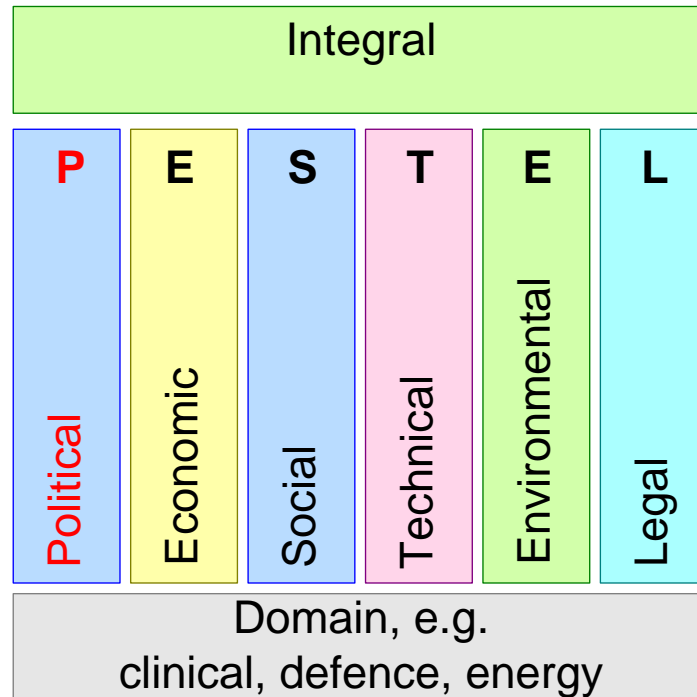 Integral
P E S T E L
Political
Economic
Social
Technical
Environmental
Legal
Domain, e.g.
clinical, defence, energy